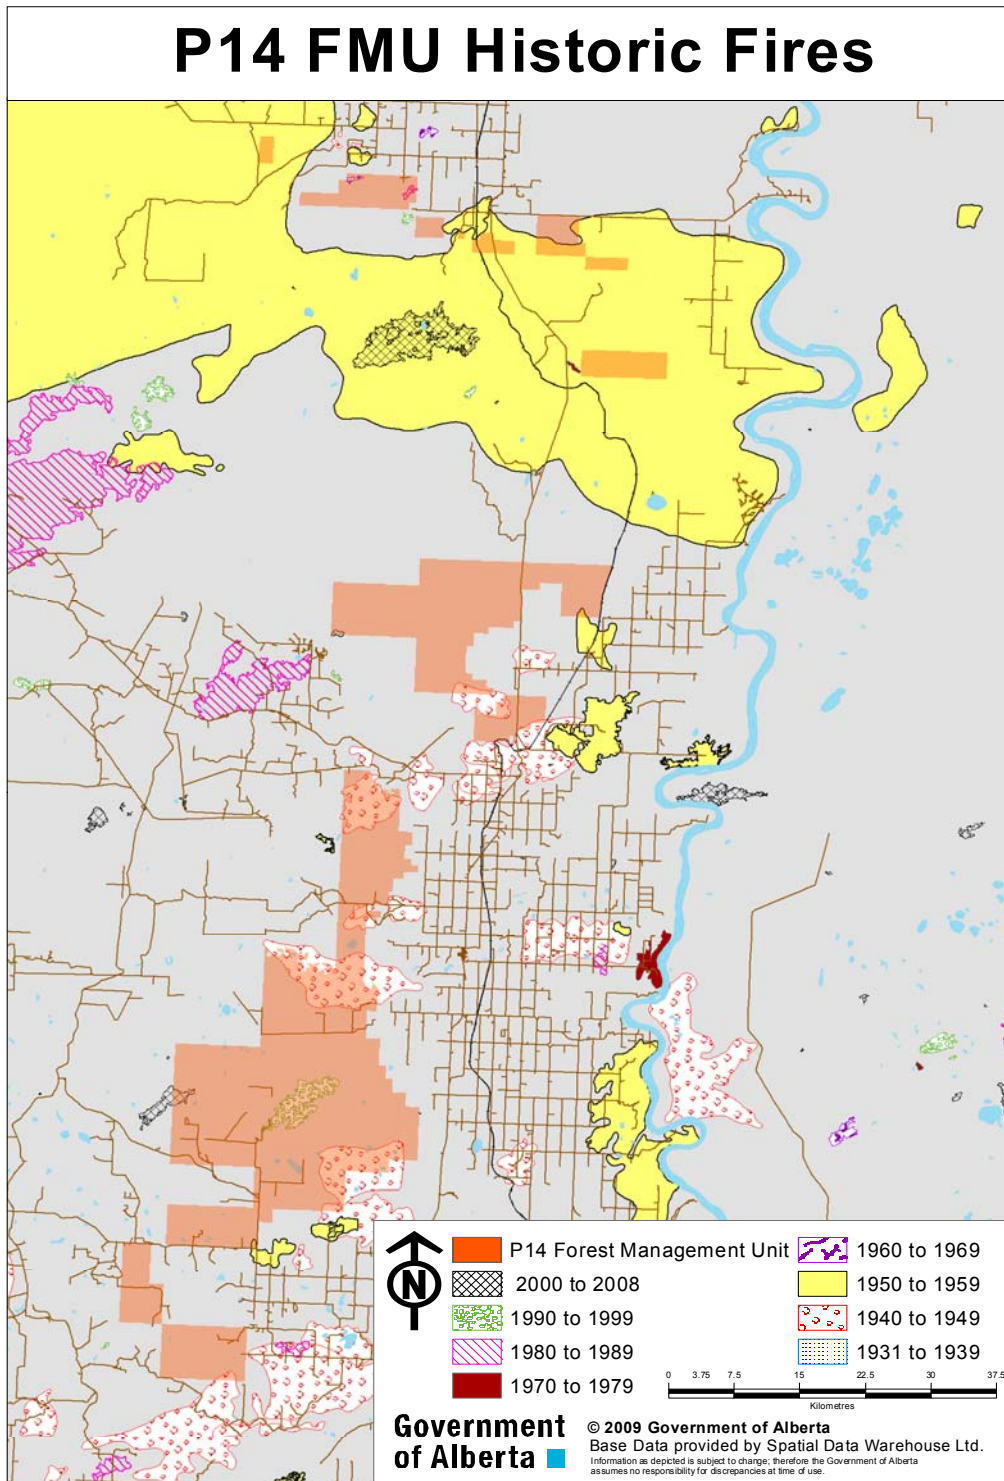 P14 FMU Historic Fires
N
P14 Forest Management Unit
2000 to 2008
1990 to 1999
1980 to 1989
1970 to 1979
1960 to 1969
1950 to 1959
1940 to 1949
1931 to 1939
0 3.75 7.5 15 22.5 30 37.5
Kilometres
Government
of Alberta
© 2009 Government of Alberta
Base Data provided by Spatial Data Warehouse Ltd.
Information as depicted is subject to change; therefore the Government of Alberta
assumes no responsibility for discrepancies at time of use.